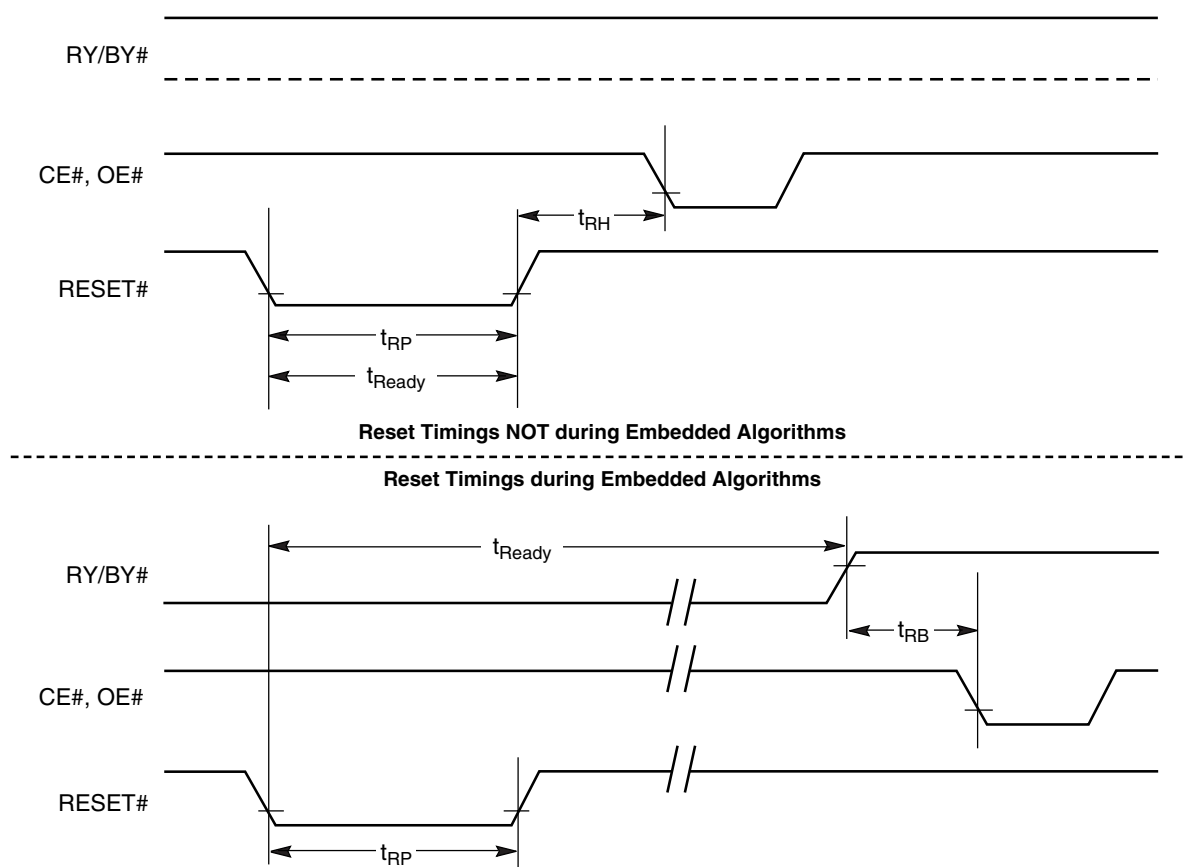 RY/BY#
CE#, OE#
tRH
RESET#
tRP
tReady
Reset Timings NOT during Embedded Algorithms
Reset Timings during Embedded Algorithms
tReady
RY/BY#
tRB
CE#, OE#
RESET#
tRP